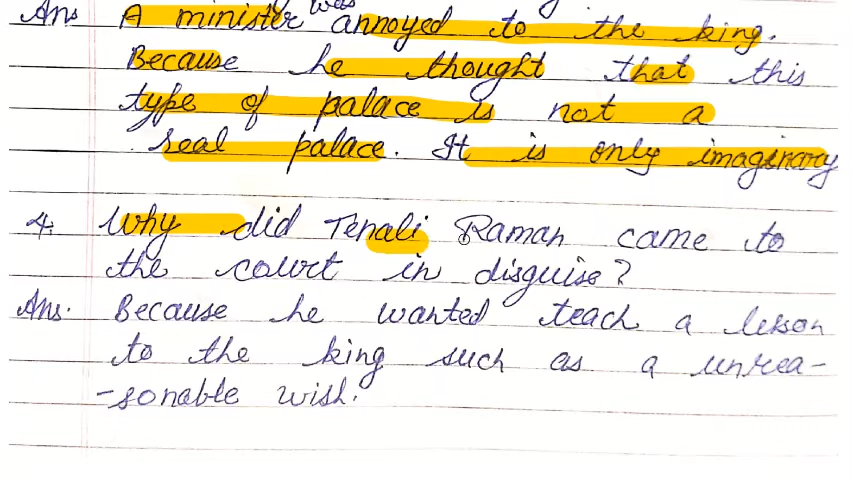 Ans A minister was annoyed to the king.
Because he thought that this
type of palace is not a
real palace. It is only imaginary
4. Why did Tenali Raman came to
the court in disguise?
Ans. Because he wanted teach a lesson
to the king such as a unrea-
-sonable wish.